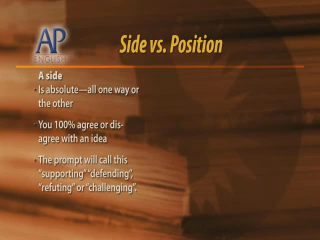 AP
ENGLISH
Side vs. Position
A side
- Is absolute—all one way or
the other
- You 100% agree or dis-
agree with an idea
- The prompt will call this
“supporting” “defending”,
“refuting” or “challenging”.